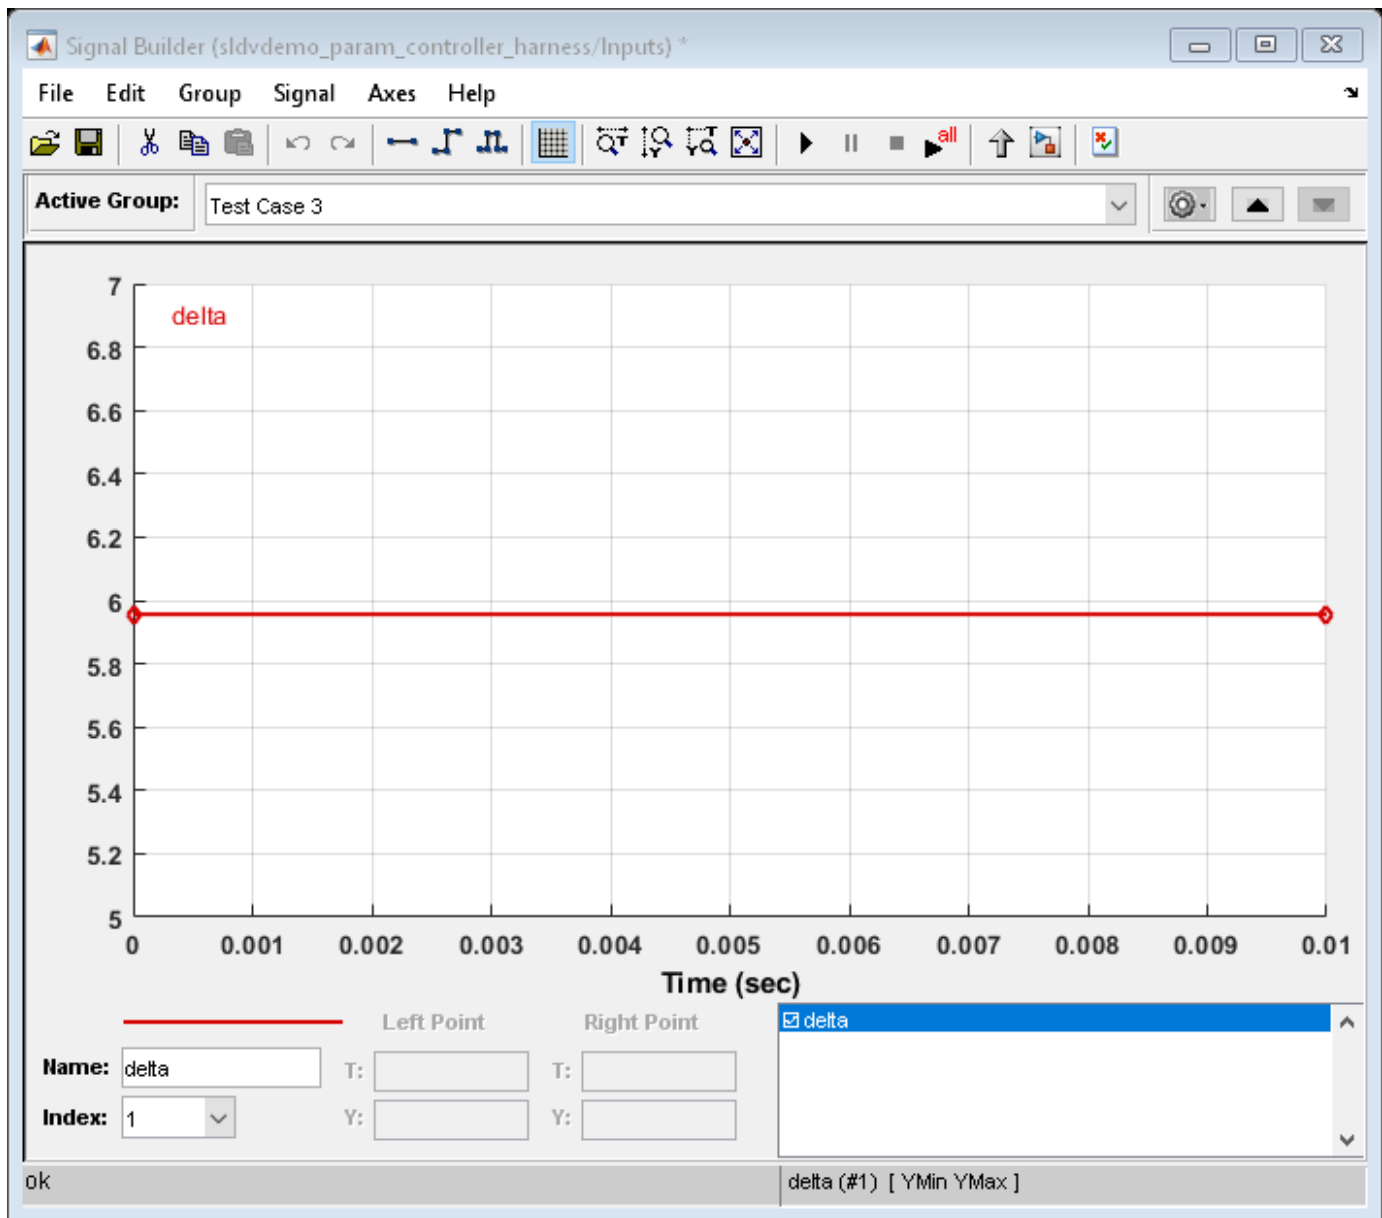 Signal Builder (sldvdemo_param_controller_harness/Inputs) *
File Edit Group Signal Axes Help
all
Active Group: Test Case 3
7
delta
6.8
6.6
6.4
6.2
6
5.8
5.6
5.4
5.2
5
0 0.001 0.002 0.003 0.004 0.005 0.006 0.007 0.008 0.009 0.01
Time (sec)
Left Point Right Point delta
Name: delta T: T:
Index: 1 Y: Y:
ok delta (#1) [ YMin YMax ]